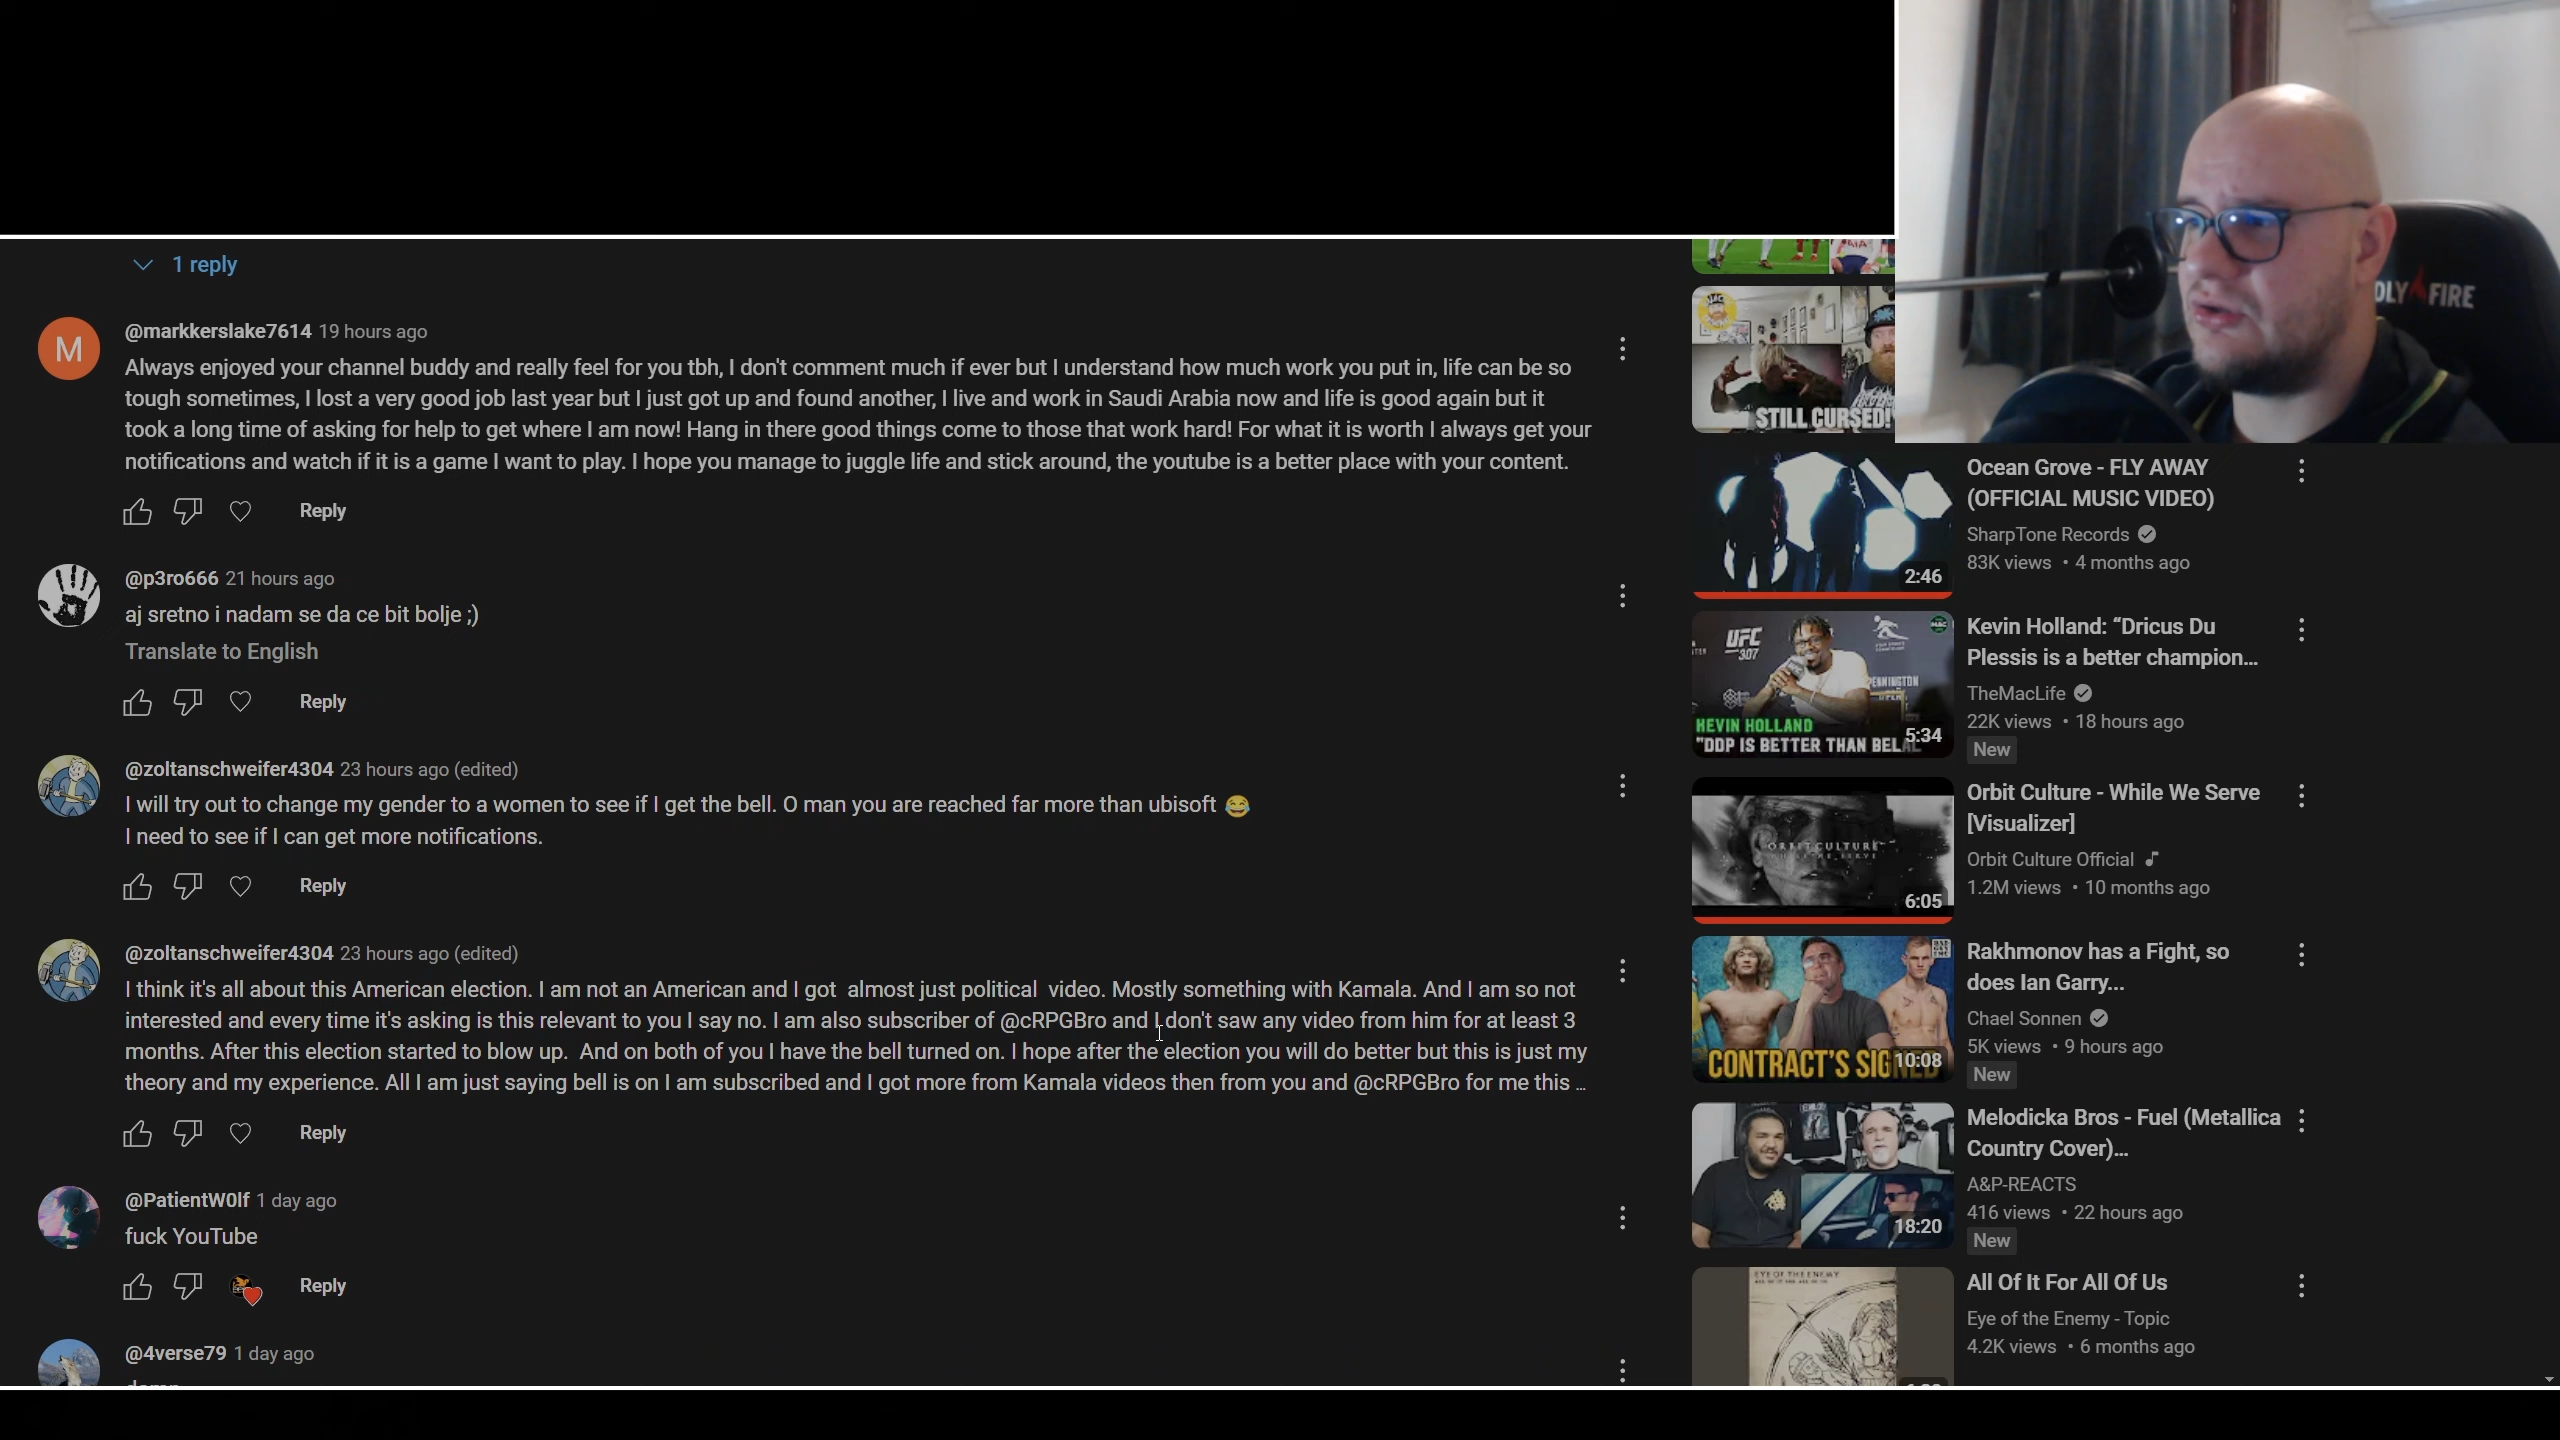 1 reply
@markkerslake7614 19 hours ago
Always enjoyed your channel buddy and really feel for you tbh, I don't comment much if ever but I understand how much work you put in, life can be so
tough sometimes, I lost a very good job last year but I just got up and found another, I live and work in Saudi Arabia now and life is good again but it
took a long time of asking for help to get where I am now! Hang in there good things come to those that work hard! For what it is worth I always get your
notifications and watch if it is a game I want to play. I hope you manage to juggle life and stick around, the youtube is a better place with your content.
Reply
M
@p3ro666 21 hours ago
aj sretno i nadam se da ce bit bolje ;)
Translate to English
Reply
@zoltanschweifer4304 23 hours ago (edited)
I will try out to change my gender to a women to see if I get the bell. O man you are reached far more than ubisoft 😂
I need to see if I can get more notifications.
Reply
@zoltanschweifer4304 23 hours ago (edited)
I think it's all about this American election. I am not an American and I got almost just political video. Mostly something with Kamala. And I am so not
interested and every time it's asking is this relevant to you I say no. I am also subscriber of @cRPGBro and I don't saw any video from him for at least 3
months. After this election started to blow up. And on both of you I have the bell turned on. I hope after the election you will do better but this is just my
theory and my experience. All I am just saying bell is on I am subscribed and I got more from Kamala videos then from you and @cRPGBro for me this ...
Reply
@PatientW0lf 1 day ago
fuck YouTube
Reply
@4verse79 1 day ago
STILL CURSED!
OLY FIRE
2:46
Ocean Grove - FLY AWAY
(OFFICIAL MUSIC VIDEO)
SharpTone Records
83K views • 4 months ago
UFC
307
PENNINGTON
KEVIN HOLLAND
"DDP IS BETTER THAN BELAL
5:34
Kevin Holland: “Dricus Du
Plessis is a better champion...
TheMacLife
22K views • 18 hours ago
New
ORBIT CULTURE
6:05
Orbit Culture - While We Serve
[Visualizer]
Orbit Culture Official
1.2M views • 10 months ago
CONTRACT'S SIGNED
10:08
Rakhmonov has a Fight, so
does Ian Garry...
Chael Sonnen
5K views • 9 hours ago
New
18:20
Melodicka Bros - Fuel (Metallica
Country Cover)...
A&P-REACTS
416 views • 22 hours ago
New
EYE OF THE ENEMY
All Of It For All Of Us
Eye of the Enemy - Topic
4.2K views • 6 months ago